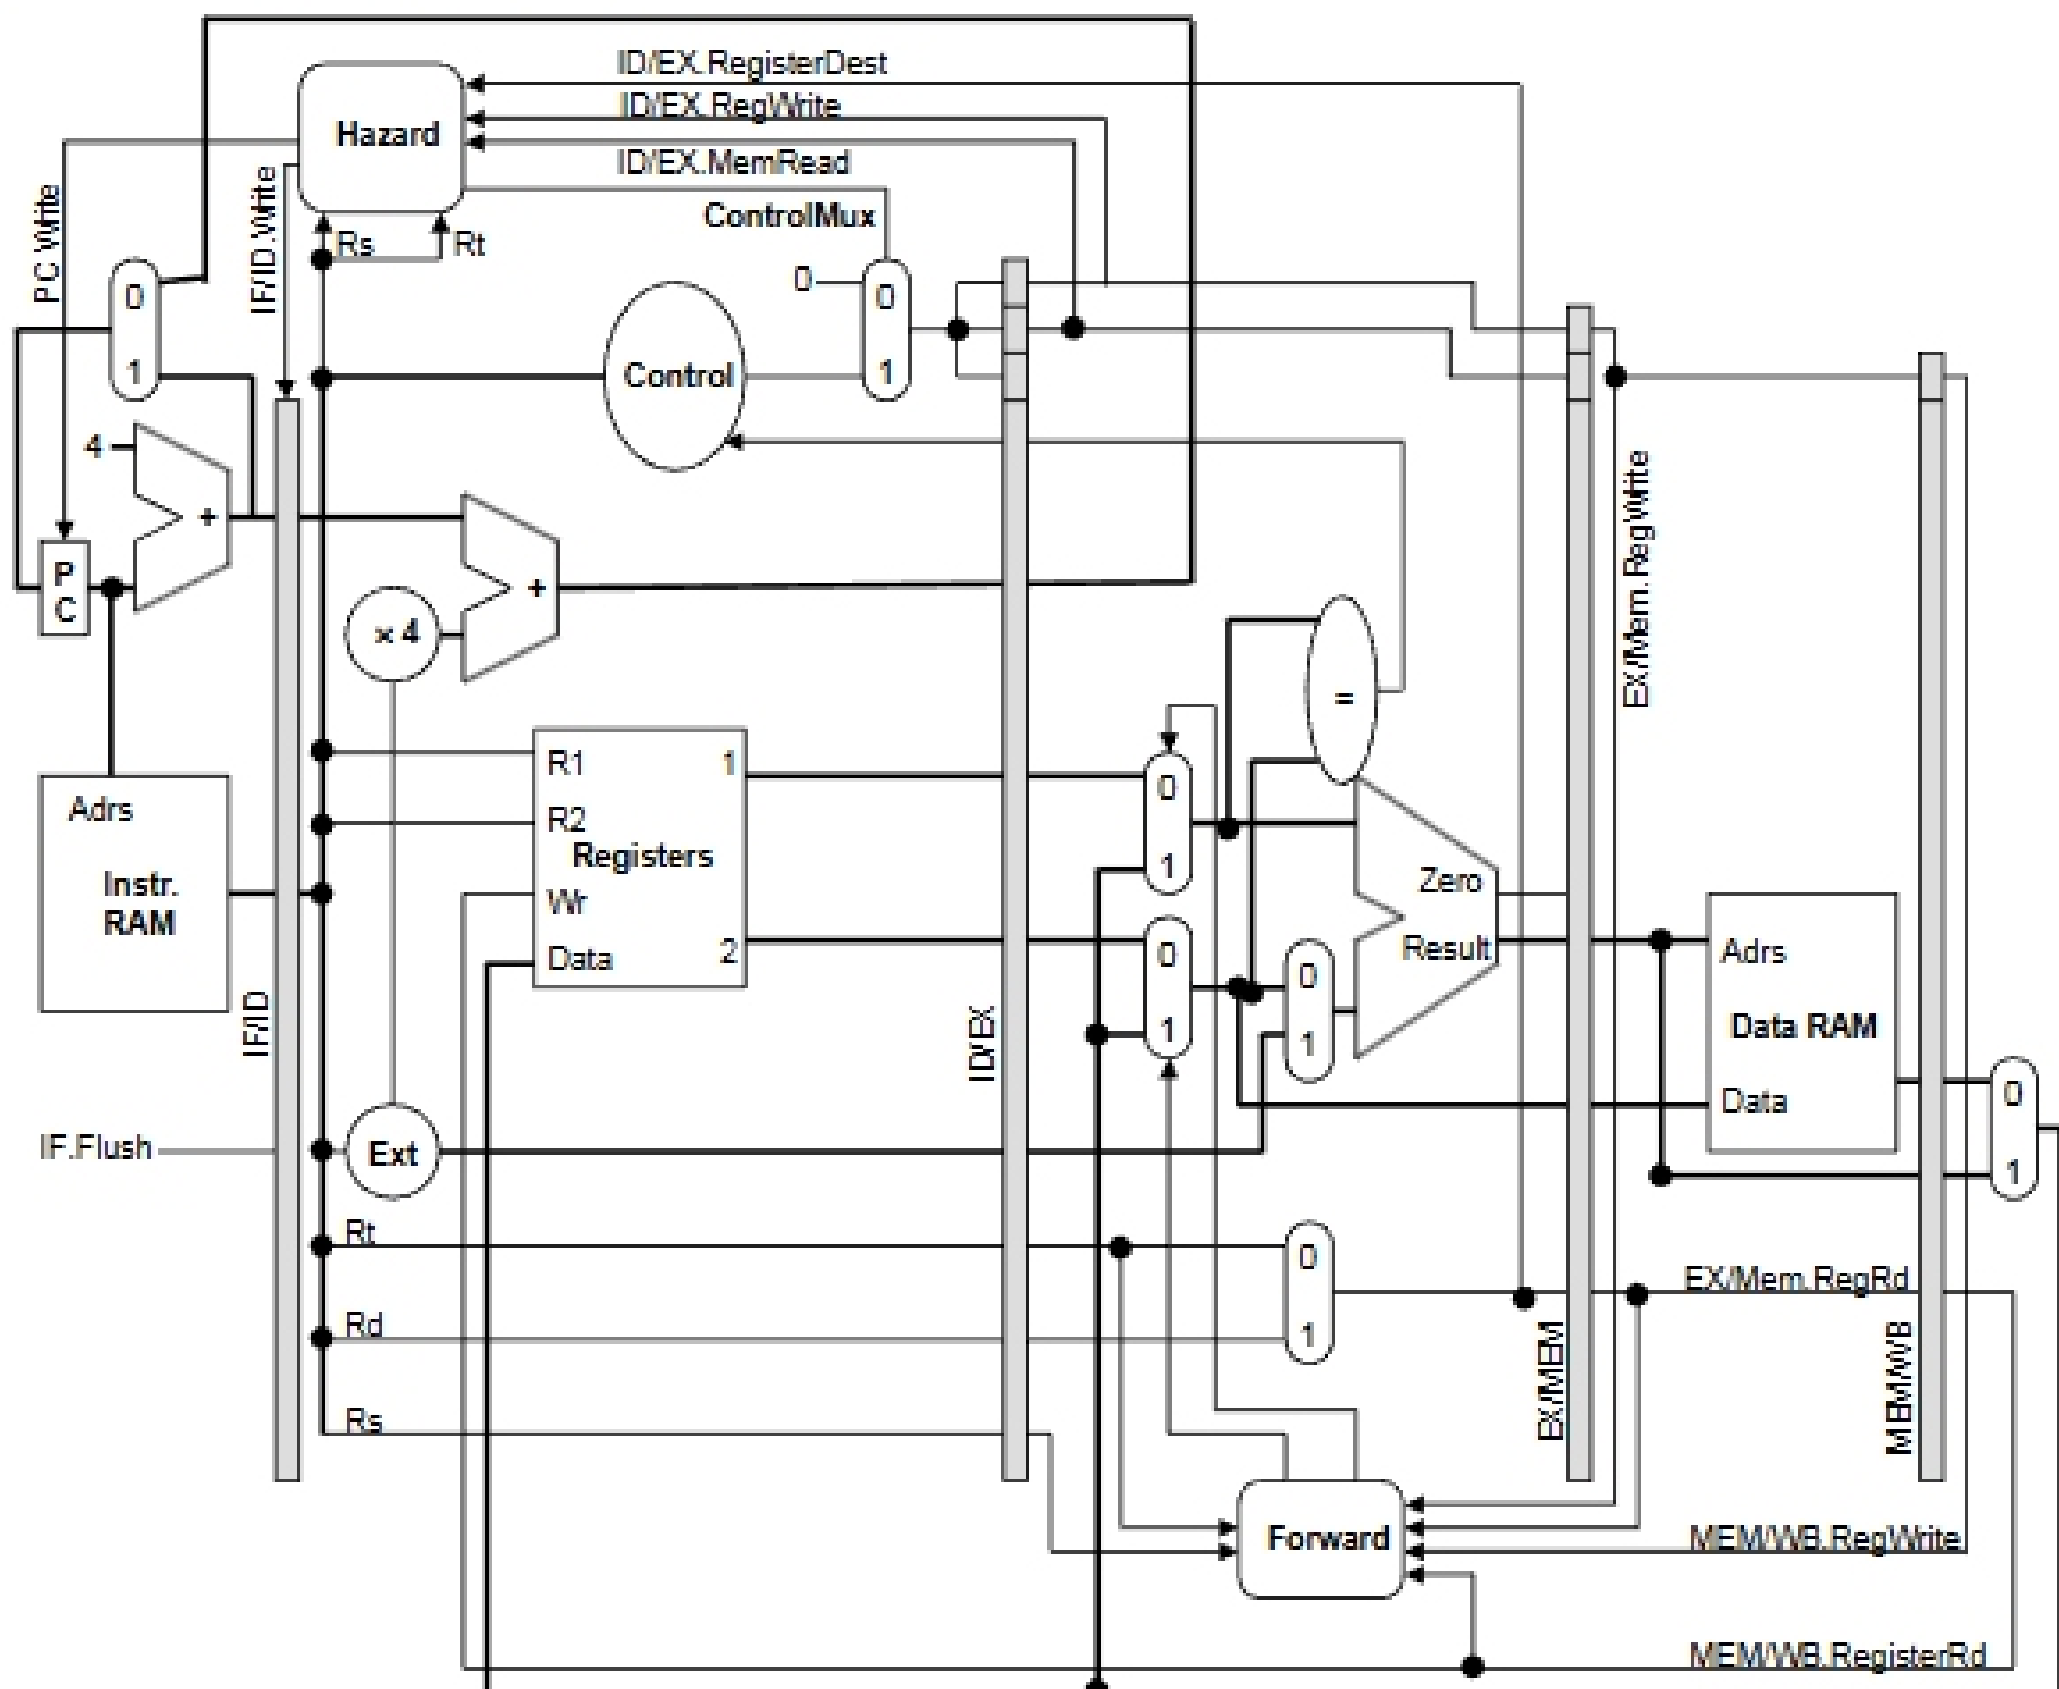 ID/EX.RegisterDest
ID/EX.RegWrite
Hazard
ID/EX.MemRead
PC.Write
IF/ID.Write
ControlMux
Rs
Rt
0
0
0
1
Control
1
4
+
P
C
+
x 4
EX/Mem.RegWrite
=
R1
1
0
Adrs
R2
Registers
1
Zero
Instr.
RAM
Wr
Data
2
0
Result
0
Adrs
IF/ID
ID/EX
1
1
Data RAM
Data
0
IF.Flush
Ext
1
Rt
0
EX/Mem.RegRd
Rd
1
EX/MEM
MEM/WB
Rs
Forward
MEM/WB.RegWrite
MEM/WB.RegisterRd